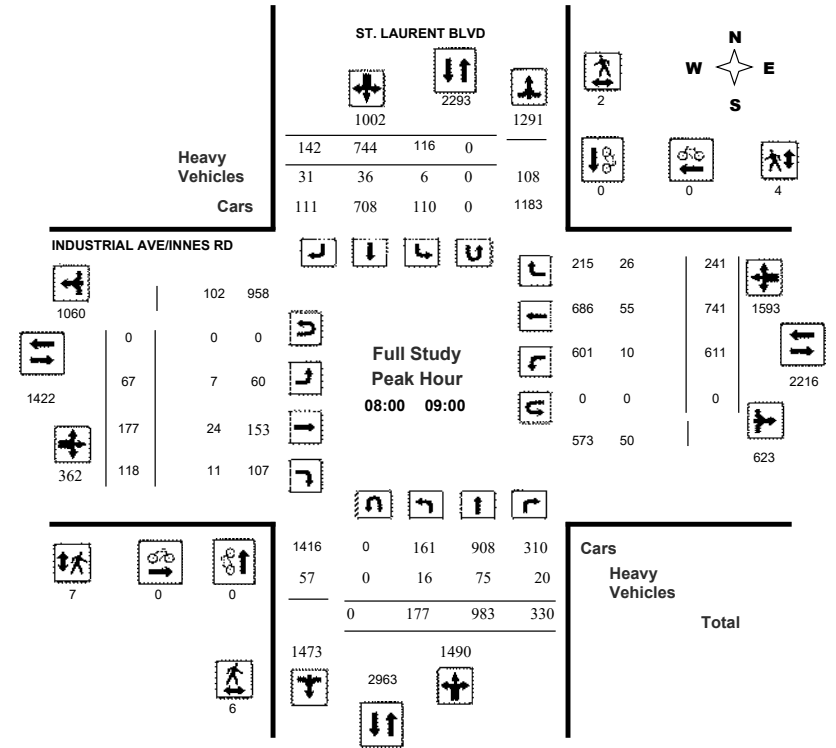 ST. LAURENT BLVD
N
W E
S
2293
2
1002
1291
142 744 116 0
Heavy
Vehicles
31 36 6 0 108
Cars
111 708 110 0 1183
0 0 4
INDUSTRIAL AVE/INNES RD
215 26 241
102 958
1060
1593
686 55 741
0 0 0
Full Study
Peak Hour
08:00 09:00
601 10 611
2216
67 7 60
1422
0 0 0
177 24 153
573 50
623
118 11 107
362
1416 0 161 908 310
Cars
57 0 16 75 20
Heavy
Vehicles
7 0 0
0 177 983 330
Total
1473 1490
2963
6